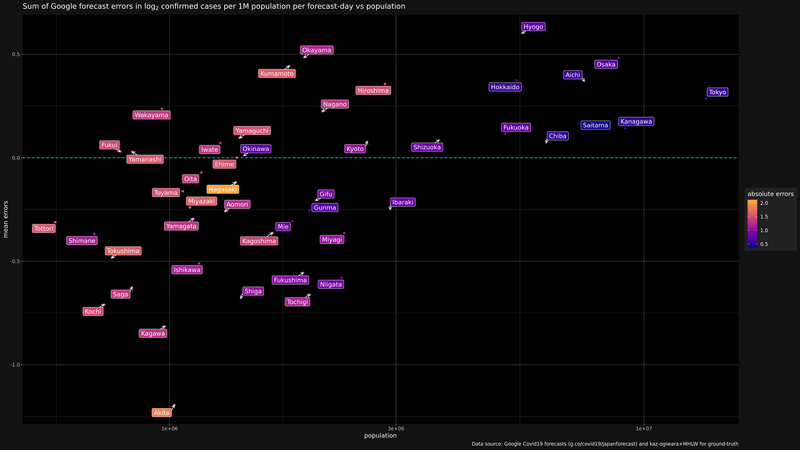 Sum of Google forecast errors in log₂ confirmed cases per 1M population per forecast-day vs population
Hyogo
Okayama
0.5
Osaka
Kumamoto
Aichi
Hokkaido
Hiroshima
Tokyo
Nagano
Wakayama
Kanagawa
Saitama
Fukuoka
Yamaguchi
Chiba
Fukui
Shizuoka
Iwate
Okinawa
Kyoto
0.0
Yamanashi
Ehime
Oita
Nagasaki
absolute errors
Toyama
Gifu
Miyazaki
Aomori
Ibaraki
2.0
Gunma
1.5
mean errors
1.0
Tottori
Yamagata
Mie
0.5
Shimane
Kagoshima
Miyagi
Tokushima
-0.5
Ishikawa
Fukushima
Niigata
Saga
Shiga
Tochigi
Kochi
Kagawa
-1.0
Akita
1e+06
3e+06
1e+07
population
Data source: Google Covid19 forecasts (g.co/covid19/japanforecast) and kaz-ogiwara+MHLW for ground-truth